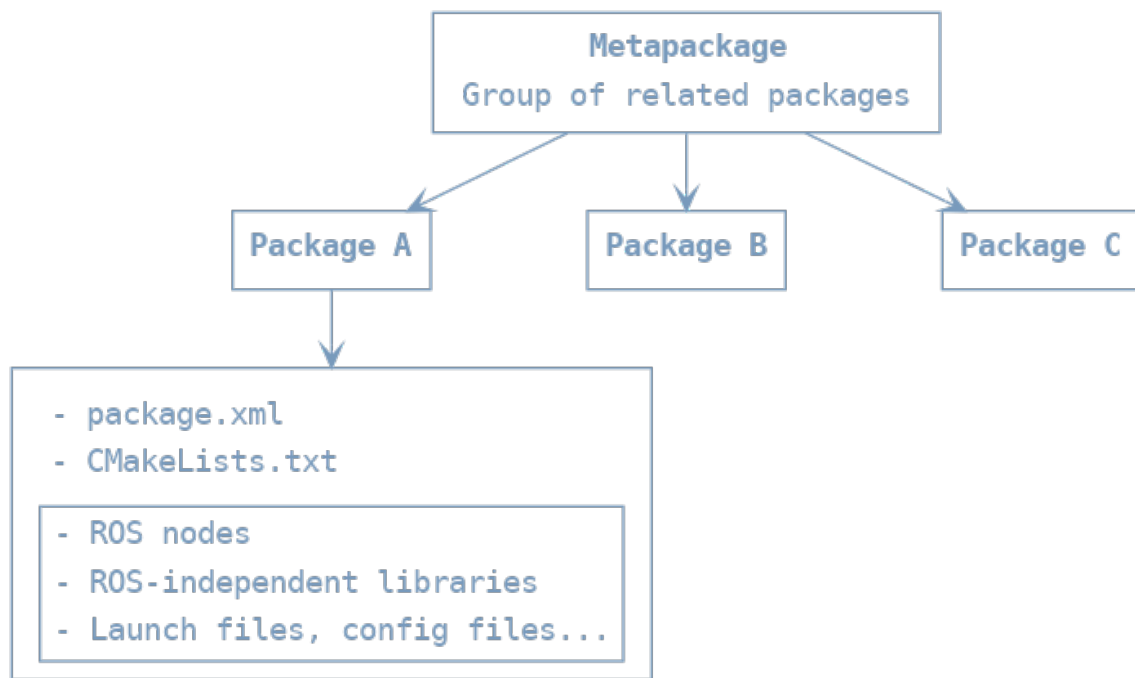 Metapackage
Group of related packages
Package A
Package B
Package C
- package.xml
- CMakeLists.txt
- ROS nodes
- ROS-independent libraries
- Launch files, config files...